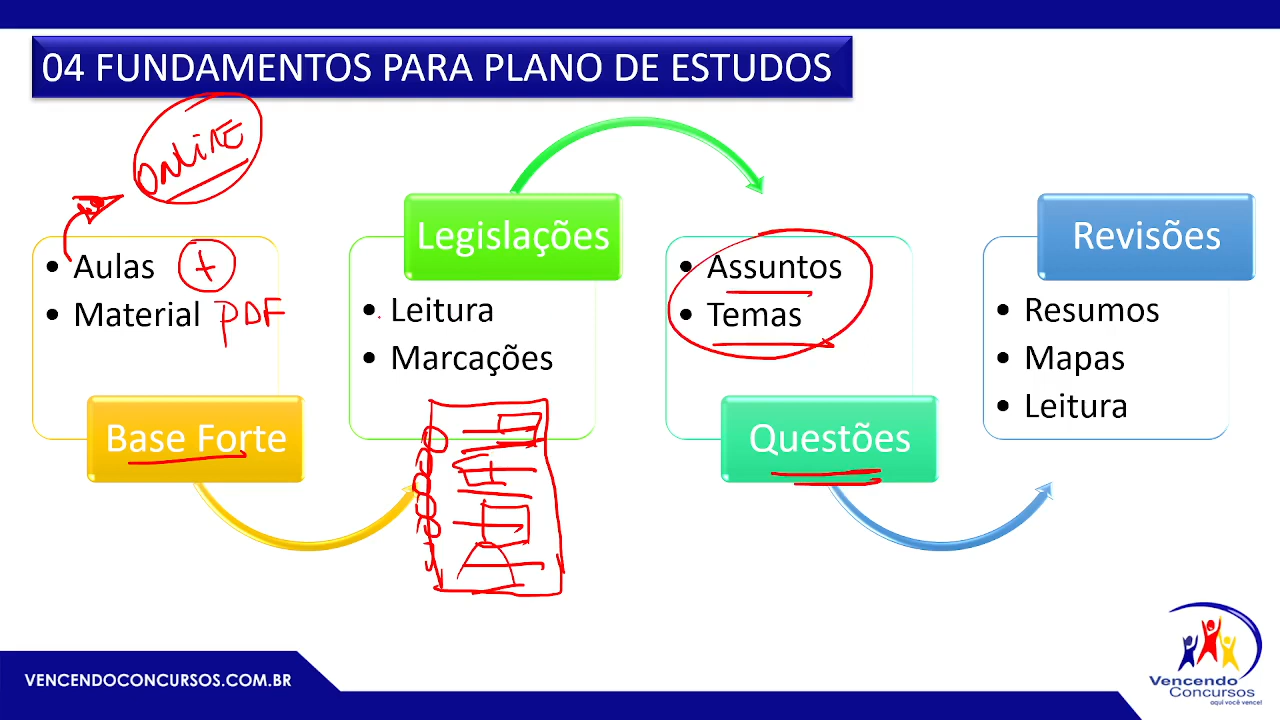 04 FUNDAMENTOS PARA PLANO DE ESTUDOS
ONLINE
• Aulas +
• Material PDF
Base Forte
Legislações
• Leitura
• Marcações
• Assuntos
• Temas
Questões
Revisões
• Resumos
• Mapas
• Leitura
VENCENDOCONCURSOS.COM.BR
Vencendo
Concursos
aqui você vence!